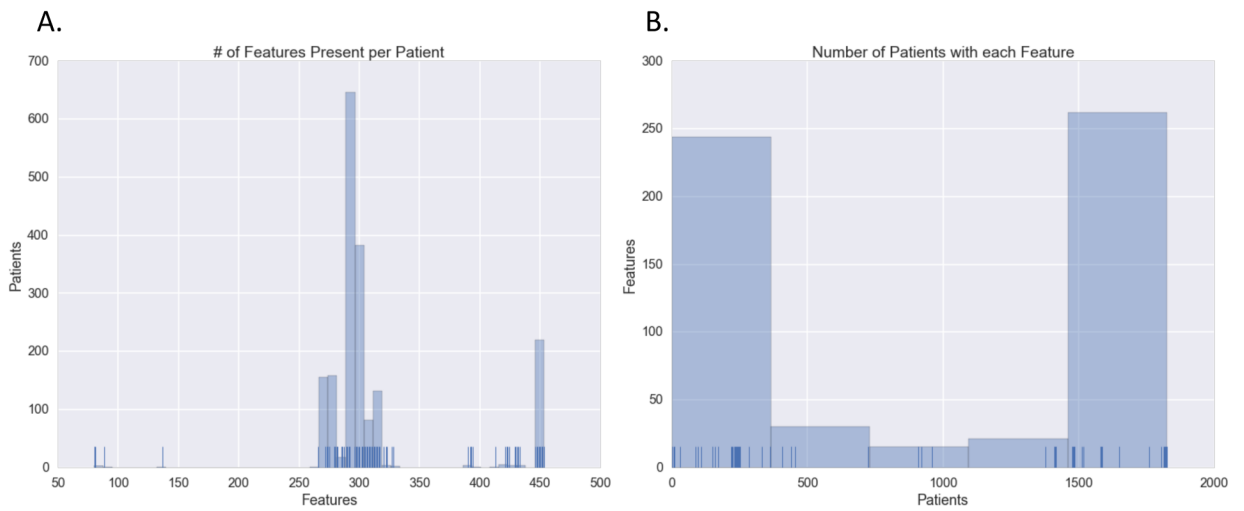 A.
# of Features Present per Patient
700
600
500
400
300
200
100
0
Patients
50 100 150 200 250 300 350 400 450 500
Features
B.
Number of Patients with each Feature
300
250
200
150
100
50
0
Features
0 500 1000 1500 2000
Patients